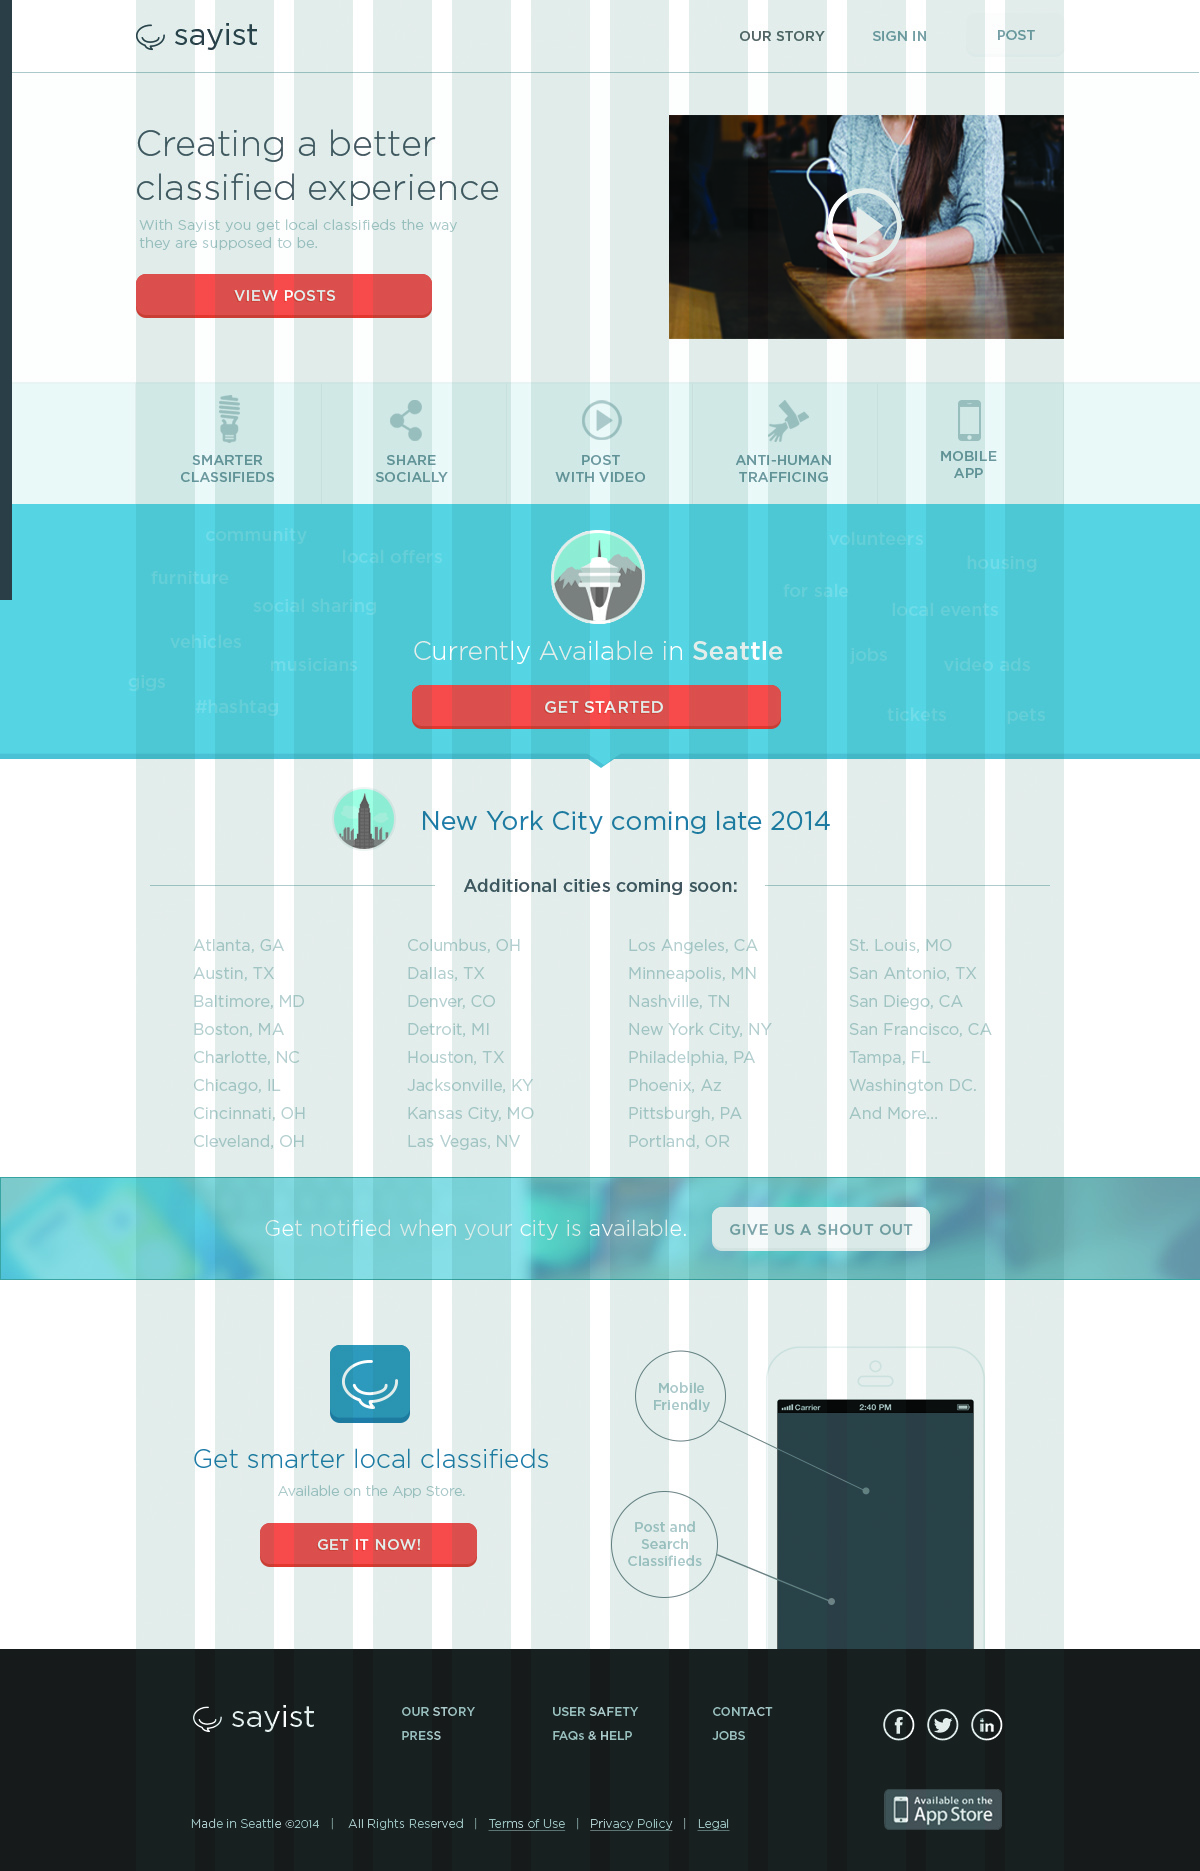 sayist
OUR STORY
SIGN IN
POST
Creating a better
classified experience
With Sayist you get local classifieds the way
they are supposed to be.
VIEW POSTS
SMARTER
CLASSIFIEDS
SHARE
SOCIALLY
POST
WITH VIDEO
ANTI-HUMAN
TRAFFICING
MOBILE
APP
community
local offers
furniture
social sharing
vehicles
musicians
gigs
#hashtag
volunteers
housing
for sale
local events
jobs
video ads
tickets
pets
Currently Available in Seattle
GET STARTED
New York City coming late 2014
Additional cities coming soon:
Atlanta, GA
Austin, TX
Baltimore, MD
Boston, MA
Charlotte, NC
Chicago, IL
Cincinnati, OH
Cleveland, OH
Columbus, OH
Dallas, TX
Denver, CO
Detroit, MI
Houston, TX
Jacksonville, KY
Kansas City, MO
Las Vegas, NV
Los Angeles, CA
Minneapolis, MN
Nashville, TN
New York City, NY
Philadelphia, PA
Phoenix, Az
Pittsburgh, PA
Portland, OR
St. Louis, MO
San Antonio, TX
San Diego, CA
San Francisco, CA
Tampa, FL
Washington DC.
And More...
Get notified when your city is available.
GIVE US A SHOUT OUT
Get smarter local classifieds
Available on the App Store.
GET IT NOW!
Mobile
Friendly
Post and
Search
Classifieds
Carrier
2:40 PM
sayist
OUR STORY
PRESS
USER SAFETY
FAQs & HELP
CONTACT
JOBS
f
in
Available on the
App Store
Made in Seattle ©2014 | All Rights Reserved | Terms of Use | Privacy Policy | Legal